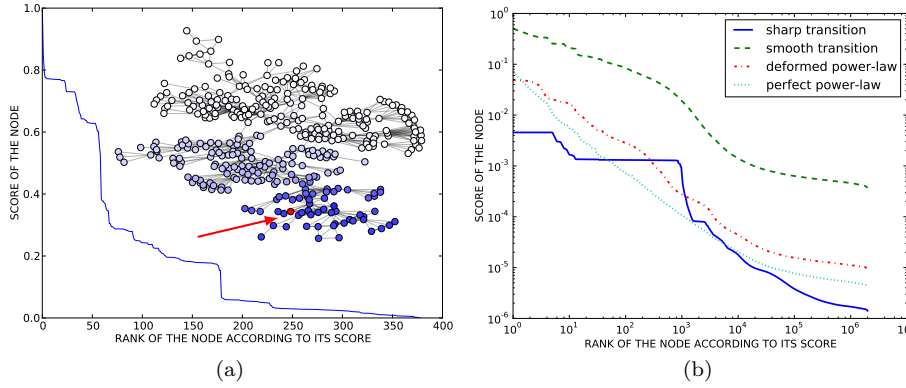 1.0
0.8
0.6
0.4
0.2
0.0
SCORE OF THE NODE
0 50 100 150 200 250 300 350 400
RANK OF THE NODE ACCORDING TO ITS SCORE
(a)
10^0
10^-1
10^-2
10^-3
10^-4
10^-5
10^-6
SCORE OF THE NODE
sharp transition
smooth transition
deformed power-law
perfect power-law
10^0 10^1 10^2 10^3 10^4 10^5 10^6 10^7
RANK OF THE NODE ACCORDING TO ITS SCORE
(b)